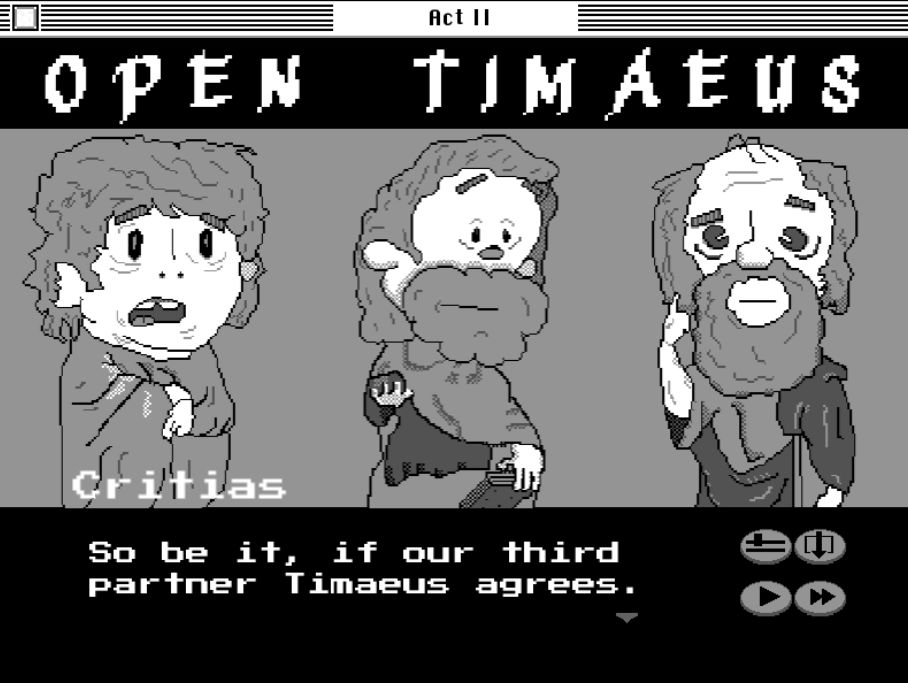 Act II
OPEN TIMAEUS
Critias
So be it, if our third
partner Timaeus agrees.